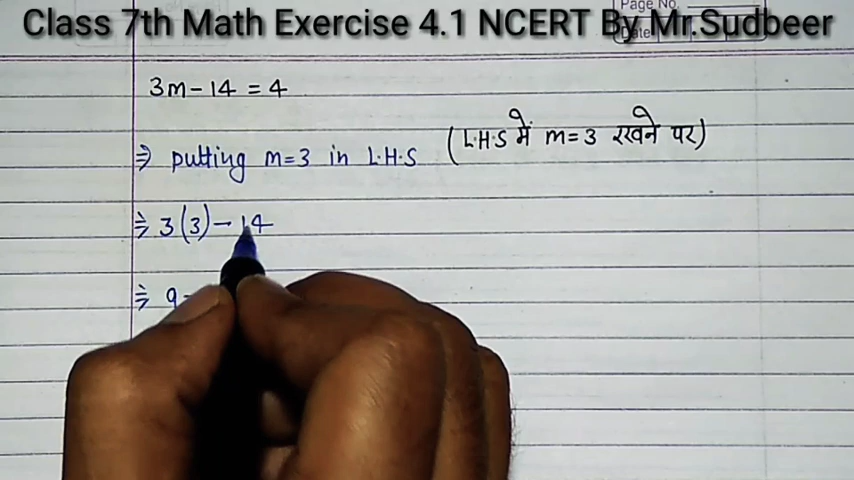 Class 7th Math Exercise 4.1 NCERT By Mr.Sudbeer
Page No.
Date
3m - 14 = 4
⇒ putting m=3 in L.H.S (L.H.S में m=3 रखने पर)
⇒ 3(3) - 14
⇒ 9 -